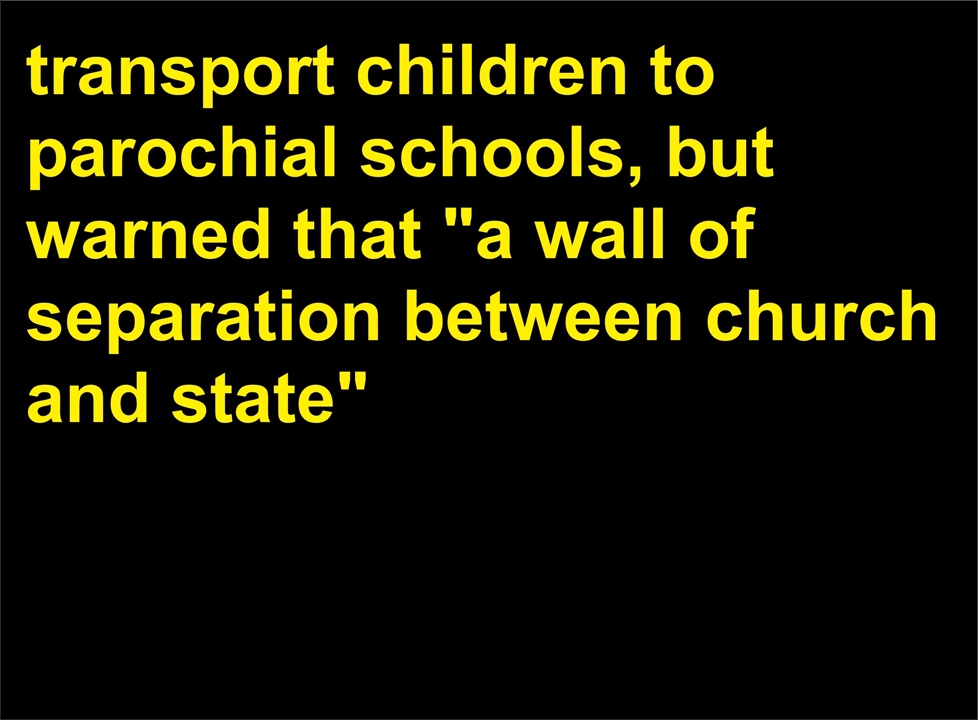 transport children to
parochial schools, but
warned that "a wall of
separation between church
and state"